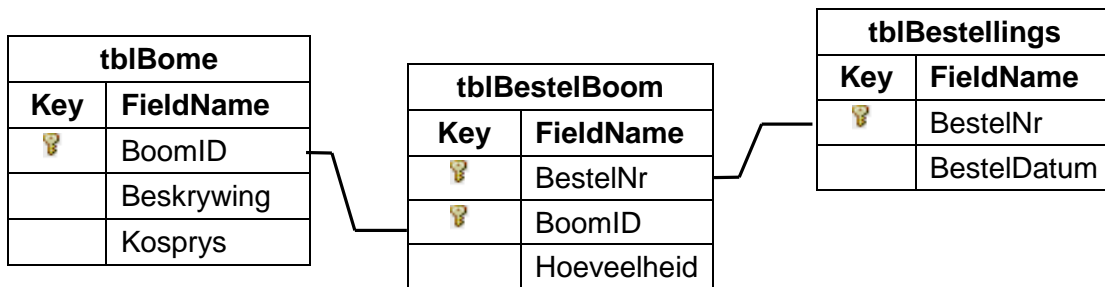 tblBome
Key FieldName
BoomID
Beskrywing
Kosprys
tblBestelBoom
Key FieldName
BestelNr
BoomID
Hoeveelheid
tblBestellings
Key FieldName
BestelNr
BestelDatum